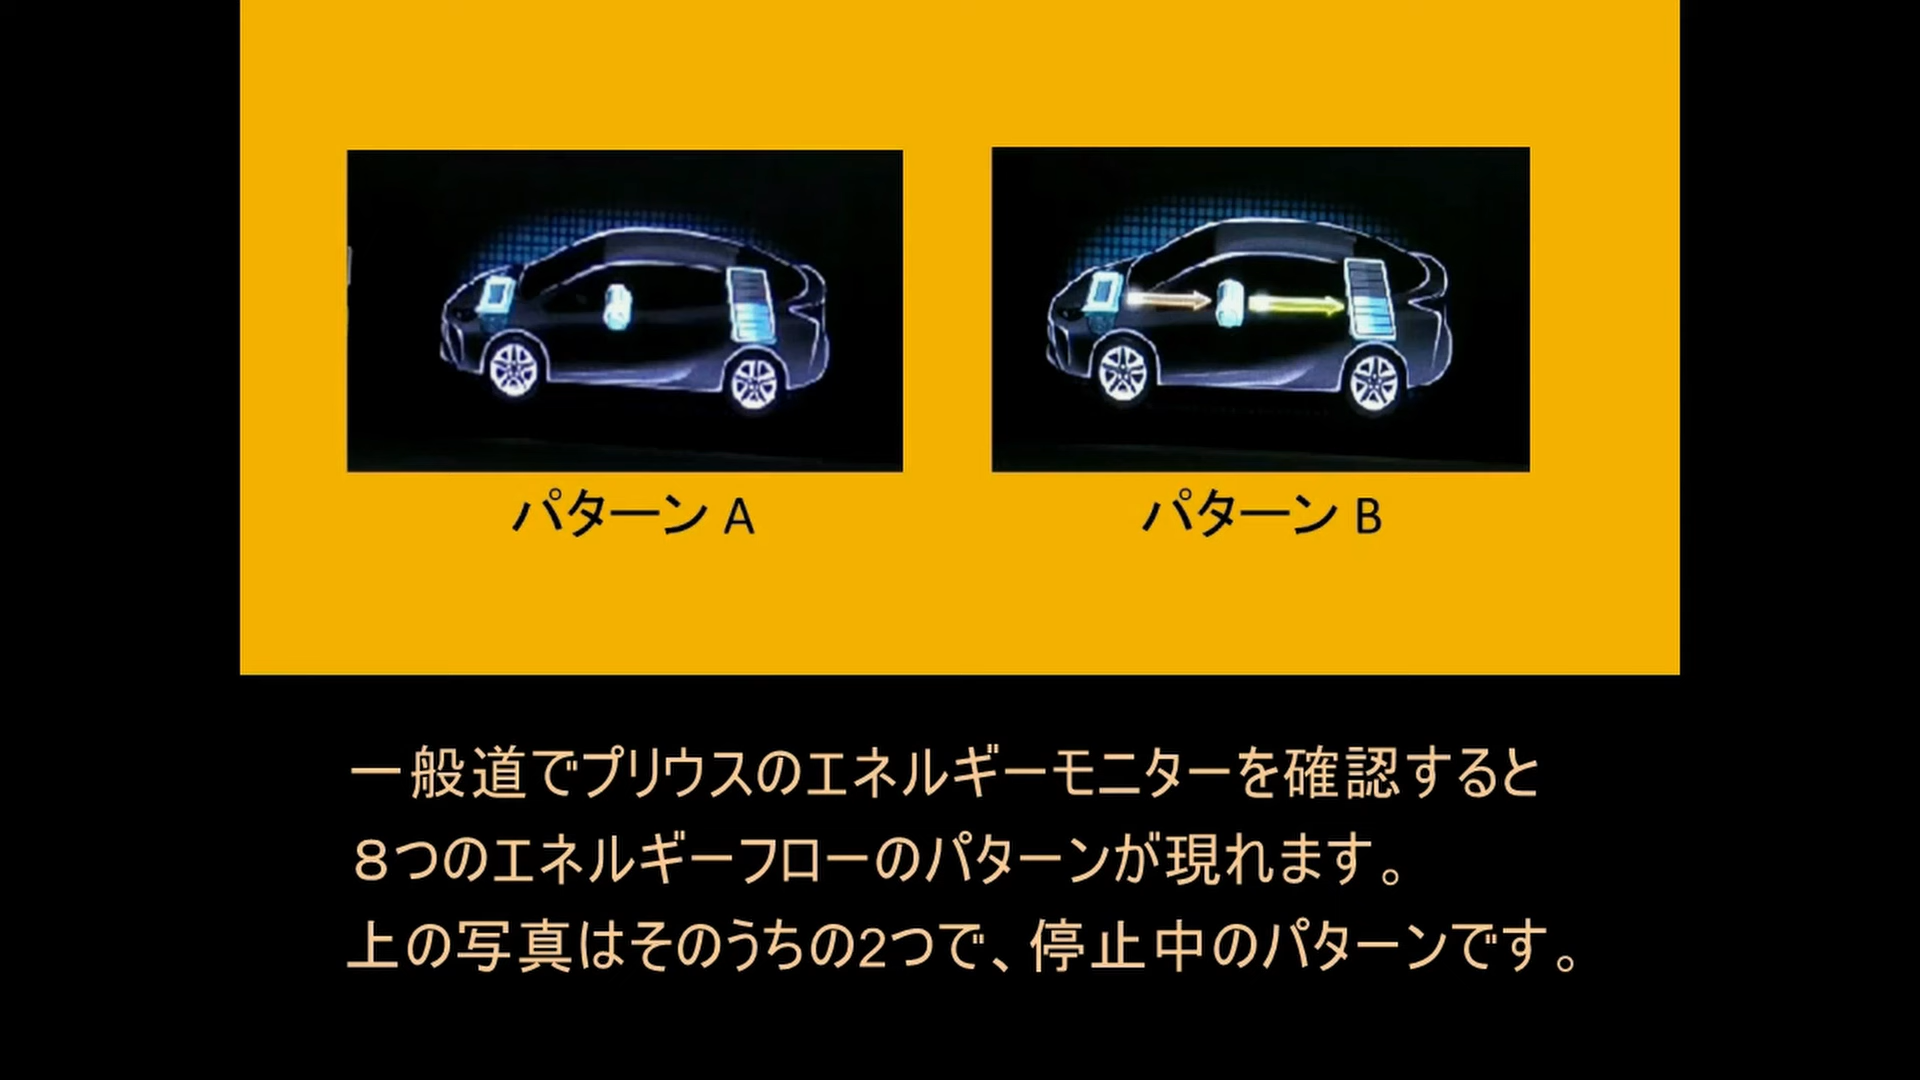 パターン A
パターン B
一般道でプリウスのエネルギーモニターを確認すると
８つのエネルギーフローのパターンが現れます。
上の写真はそのうちの2つで、停止中のパターンです。